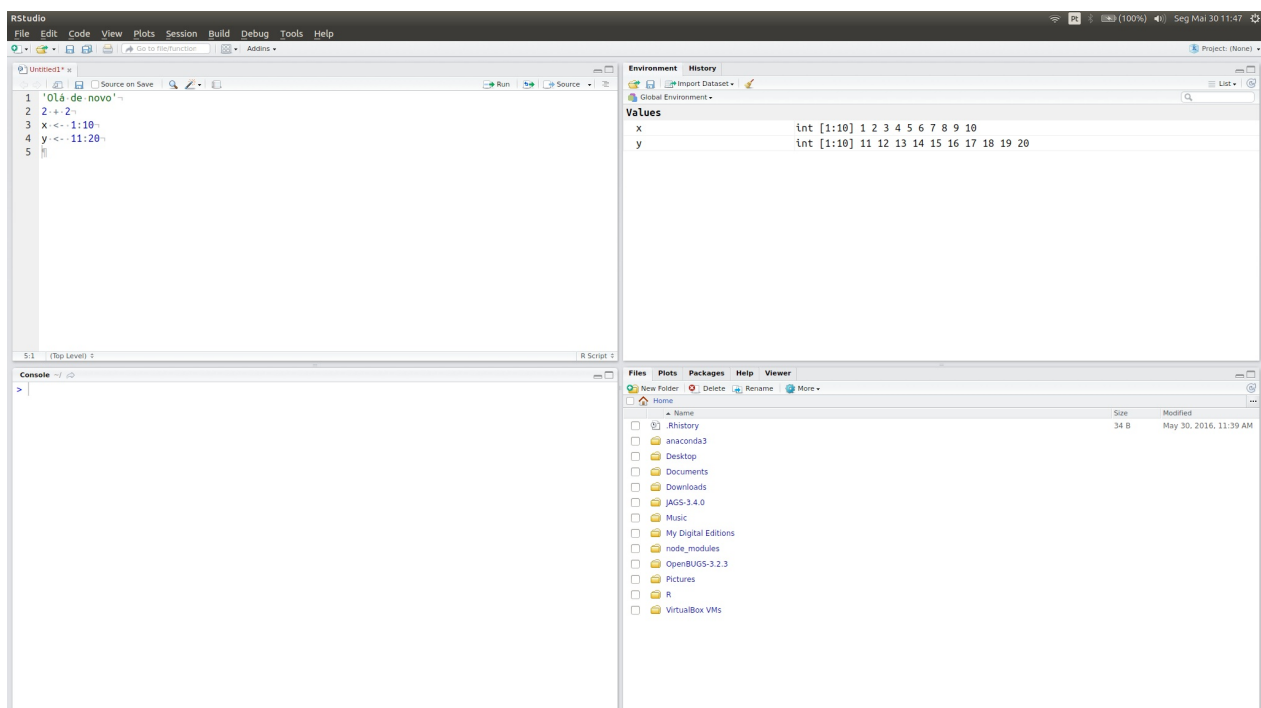 RStudio
Pt (100%) Seg Mai 30 11:47
File Edit Code View Plots Session Build Debug Tools Help
Go to file/function Addins
Project: (None)
Untitled1*
Source on Save Run Source
1 'Olá·de·novo'¬
2 2·+·2¬
3 x·<-·1:10¬
4 y·<-·11:20¬
5 ¶
5:1 (Top Level) R Script
Console ~/
>
Environment History
Import Dataset List
Global Environment
Values
x int [1:10] 1 2 3 4 5 6 7 8 9 10
y int [1:10] 11 12 13 14 15 16 17 18 19 20
Files Plots Packages Help Viewer
New Folder Delete Rename More
Home
Name Size Modified
.Rhistory 34 B May 30, 2016, 11:39 AM
anaconda3
Desktop
Documents
Downloads
JAGS-3.4.0
Music
My Digital Editions
node_modules
OpenBUGS-3.2.3
Pictures
R
VirtualBox VMs